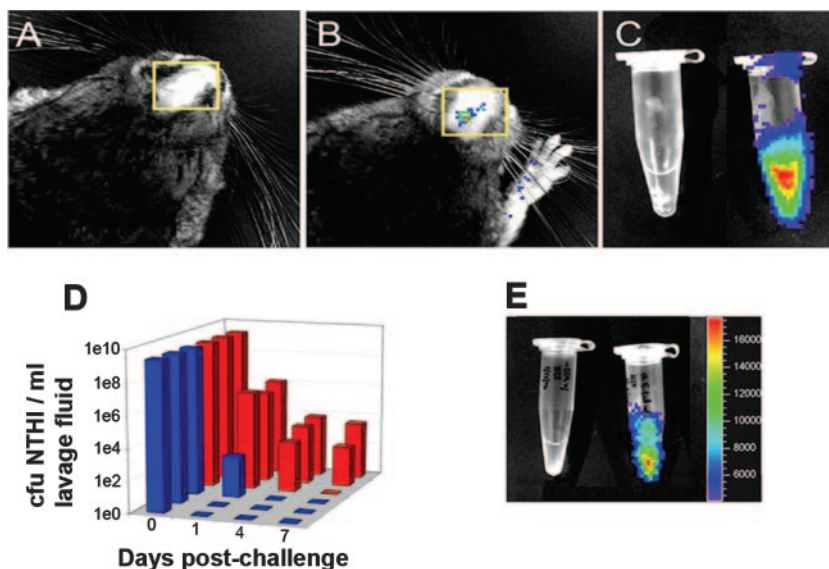 A
B
C
D
cfu NTHI / ml
lavage fluid
1e10
1e8
1e6
1e4
1e2
1e0
0
1
4
7
Days post-challenge
E
16000
14000
12000
10000
8000
6000